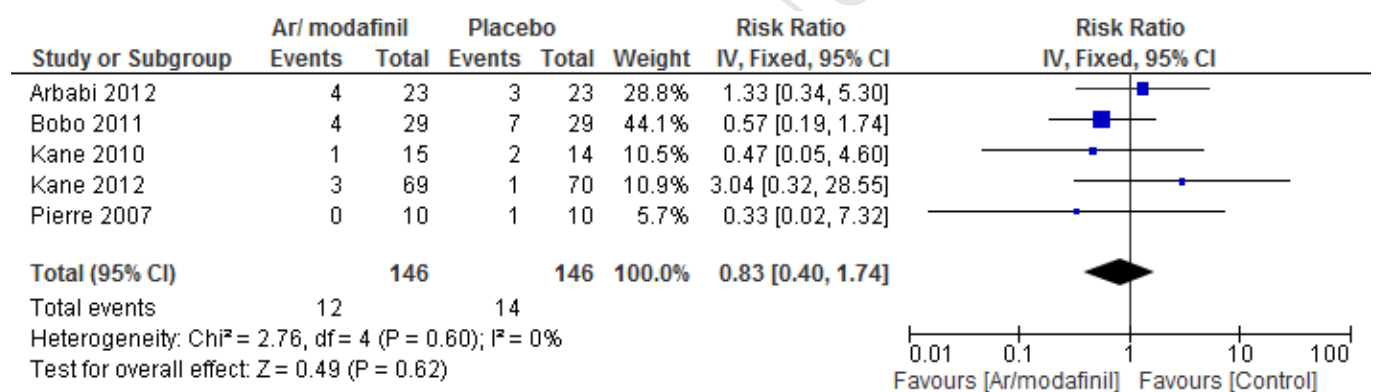 Ar/ modafinil Placebo Risk Ratio Risk Ratio
Study or Subgroup Events Total Events Total Weight IV, Fixed, 95% CI IV, Fixed, 95% CI
Arbabi 2012 4 23 3 23 28.8% 1.33 [0.34, 5.30]
Bobo 2011 4 29 7 29 44.1% 0.57 [0.19, 1.74]
Kane 2010 1 15 2 14 10.5% 0.47 [0.05, 4.60]
Kane 2012 3 69 1 70 10.9% 3.04 [0.32, 28.55]
Pierre 2007 0 10 1 10 5.7% 0.33 [0.02, 7.32]
Total (95% CI) 146 146 100.0% 0.83 [0.40, 1.74]
Total events 12 14
Heterogeneity: Chi² = 2.76, df = 4 (P = 0.60); I² = 0%
Test for overall effect: Z = 0.49 (P = 0.62)
0.01 0.1 1 10 100
Favours [Ar/modafinil] Favours [Control]